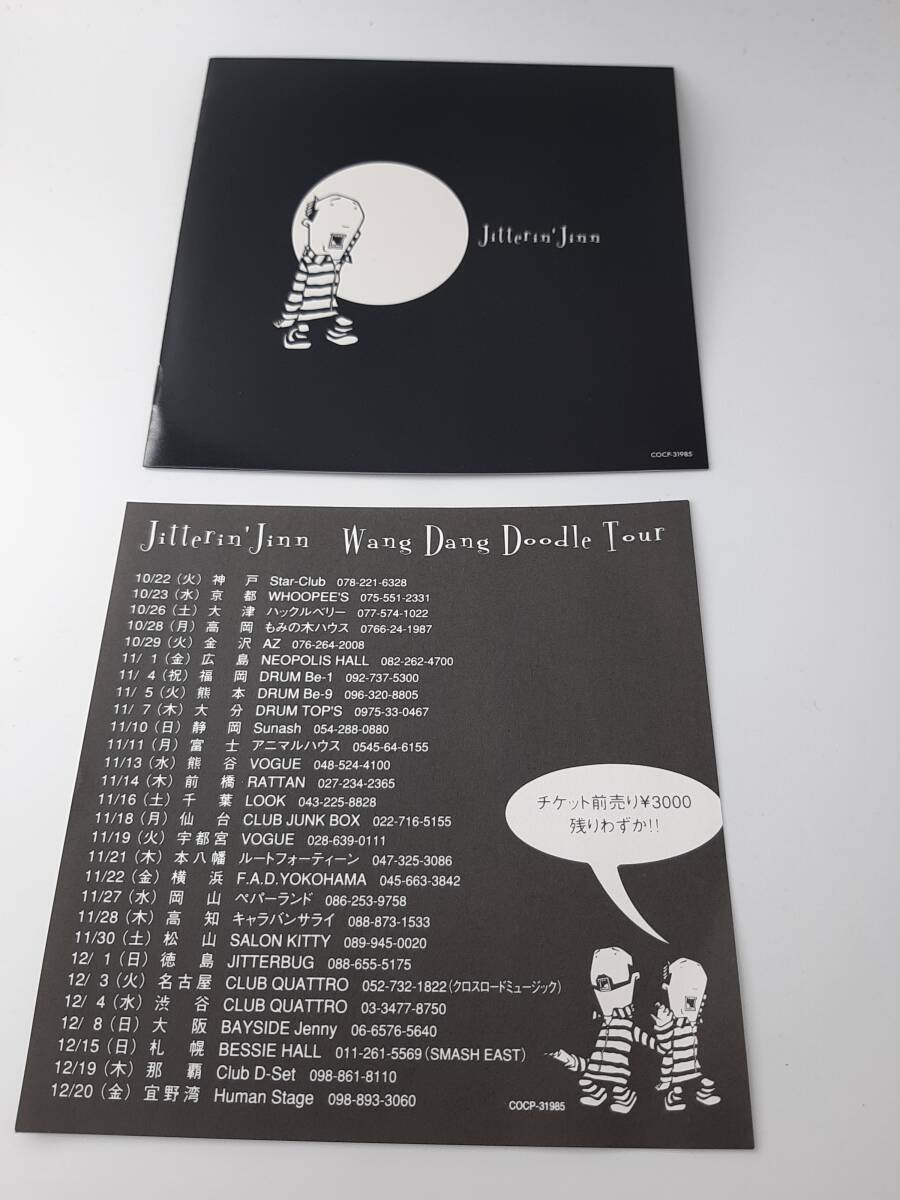 Jitterin'Jinn
COCP-31985
Jitterin'Jinn Wang Dang Doodle Tour
10/22（火）神戸 Star-Club 078-221-6328
10/23（水）京都 WHOOPEE'S 075-551-2331
10/26（土）大津 ハックルベリー 077-574-1022
10/28（月）高岡 もみの木ハウス 0766-24-1987
10/29（火）金沢 AZ 076-264-2008
11/ 1（金）広島 NEOPOLIS HALL 082-262-4700
11/ 4（祝）福岡 DRUM Be-1 092-737-5300
11/ 5（火）熊本 DRUM Be-9 096-320-8805
11/ 7（木）大分 DRUM TOP'S 0975-33-0467
11/10（日）静岡 Sunash 054-288-0880
11/11（月）富士 アニマルハウス 0545-64-6155
11/13（水）熊谷 VOGUE 048-524-4100
11/14（木）前橋 RATTAN 027-234-2365
11/16（土）千葉 LOOK 043-225-8828
11/18（月）仙台 CLUB JUNK BOX 022-716-5155
11/19（火）宇都宮 VOGUE 028-639-0111
11/21（木）本八幡 ルートフォーティーン 047-325-3086
11/22（金）横浜 F.A.D.YOKOHAMA 045-663-3842
11/27（水）岡山 ペパーランド 086-253-9758
11/28（木）高知 キャラバンサライ 088-873-1533
11/30（土）松山 SALON KITTY 089-945-0020
12/ 1（日）徳島 JITTERBUG 088-655-5175
12/ 3（火）名古屋 CLUB QUATTRO 052-732-1822（クロスロードミュージック）
12/ 4（水）渋谷 CLUB QUATTRO 03-3477-8750
12/ 8（日）大阪 BAYSIDE Jenny 06-6576-5640
12/15（日）札幌 BESSIE HALL 011-261-5569（SMASH EAST）
12/19（木）那覇 Club D-Set 098-861-8110
12/20（金）宜野湾 Human Stage 098-893-3060
チケット前売り¥3000
残りわずか!!
COCP-31985